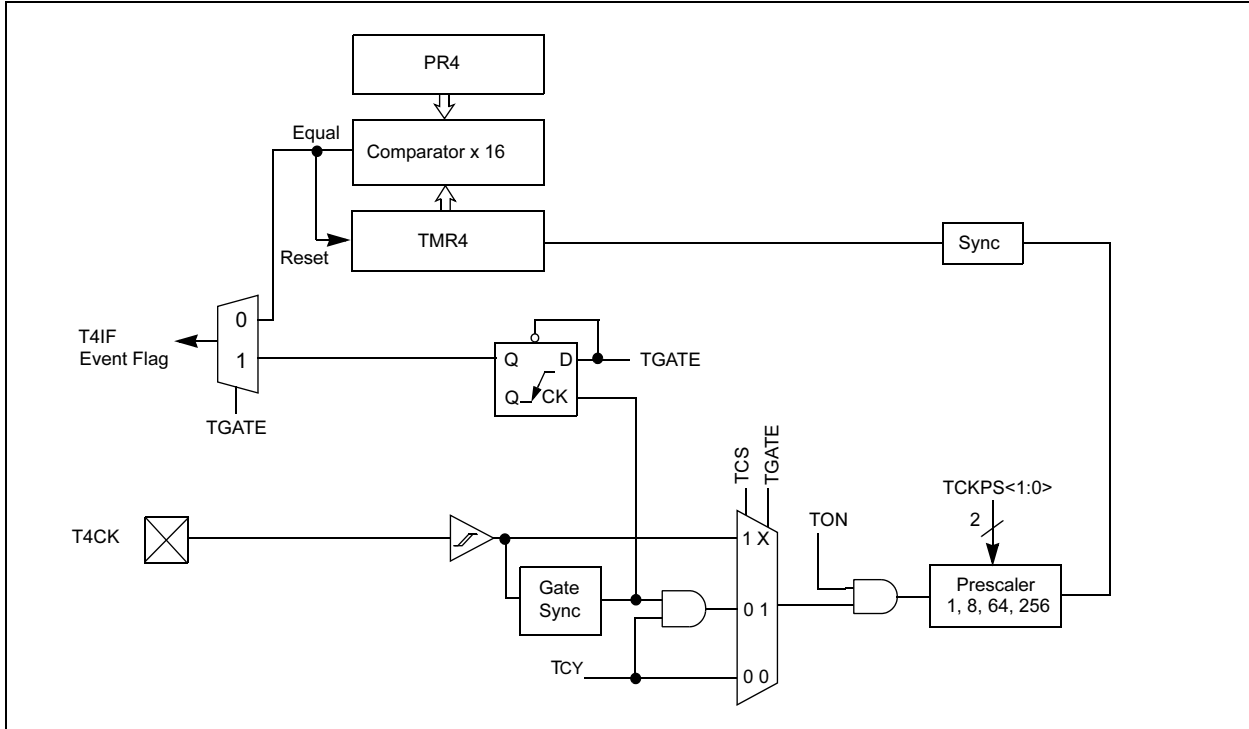 PR4
Equal
Comparator x 16
Reset
TMR4
Sync
0
1
T4IF
Event Flag
TGATE
Q
D
Q
CK
TGATE
TCS
TGATE
TCKPS<1:0>
2
TON
T4CK
1 X
Gate
Sync
0 1
Prescaler
1, 8, 64, 256
TCY
0 0